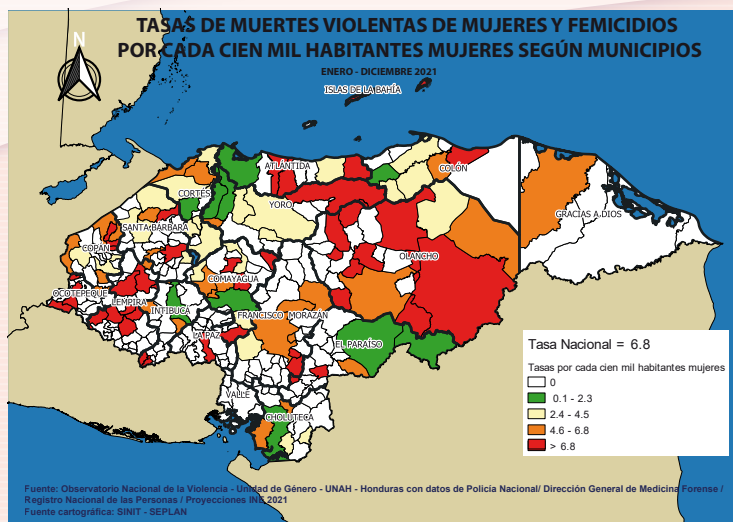 TASAS DE MUERTES VIOLENTAS DE MUJERES Y FEMICIDIOS
POR CADA CIEN MIL HABITANTES MUJERES SEGÚN MUNICIPIOS
ENERO - DICIEMBRE 2021
N
ISLAS DE LA BAHÍA
ATLÁNTIDA
COLÓN
CORTÉS
YORO
GRACIAS A DIOS
SANTA BÁRBARA
COPÁN
OLANCHO
COMAYAGUA
OCOTEPEQUE
LEMPIRA
INTIBUCA
FRANCISCO MORAZÁN
LA PAZ
EL PARAÍSO
VALLE
CHOLUTECA
Tasa Nacional = 6.8
Tasas por cada cien mil habitantes mujeres
0
0.1 - 2.3
2.4 - 4.5
4.6 - 6.8
> 6.8
Fuente: Observatorio Nacional de la Violencia - Unidad de Género - UNAH - Honduras con datos de Policía Nacional/ Dirección General de Medicina Forense /
Registro Nacional de las Personas / Proyecciones INE 2021
Fuente cartográfica: SINIT - SEPLAN